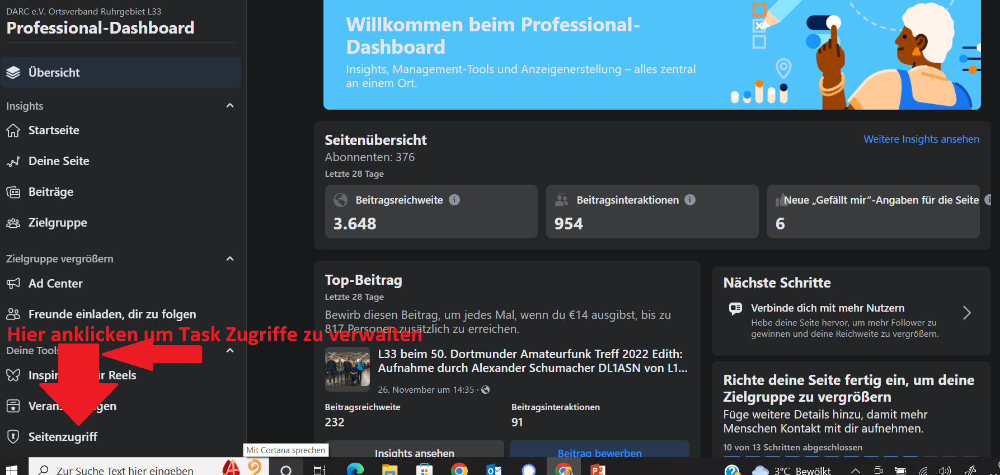 DARC e.V. Ortsverband Ruhrgebiet L33
Professional-Dashboard
Übersicht
Insights
Startseite
Deine Seite
Beiträge
Zielgruppe
Zielgruppe vergrößern
Ad Center
Freunde einladen, dir zu folgen
Hier anklicken um Task Zugriffe zu verwalten
Deine Tools
Reels
Seitenzugriff
Willkommen beim Professional-
Dashboard
Insights, Management-Tools und Anzeigenerstellung – alles zentral
an einem Ort.
Seitenübersicht
Weitere Insights ansehen
Abonnenten: 376
Letzte 28 Tage
Beitragsreichweite
3.648
Beitragsinteraktionen
954
Neue „Gefällt mir“-Angaben für die Seite
6
Top-Beitrag
Letzte 28 Tage
Bewirb diesen Beitrag, um jedes Mal, wenn du €14 ausgibst, bis zu
817 Personen zusätzlich zu erreichen.
L33 beim 50. Dortmunder Amateurfunk Treff 2022 Edith:
Aufnahme durch Alexander Schumacher DL1ASN von L1...
26. November um 14:35 ·
Beitragsreichweite
232
Beitragsinteraktionen
91
Insights ansehen
Beitrag bewerben
Nächste Schritte
Verbinde dich mit mehr Nutzern
Hebe deine Seite hervor, um mehr Follower zu
gewinnen und deine Reichweite zu vergrößern.
Richte deine Seite fertig ein, um deine
Zielgruppe zu vergrößern
Füge weitere Details hinzu, damit mehr
Menschen Kontakt mit dir aufnehmen.
10 von 13 Schritten abgeschlossen
Mit Cortana sprechen
Zur Suche Text hier eingeben
3°C Bewölkt